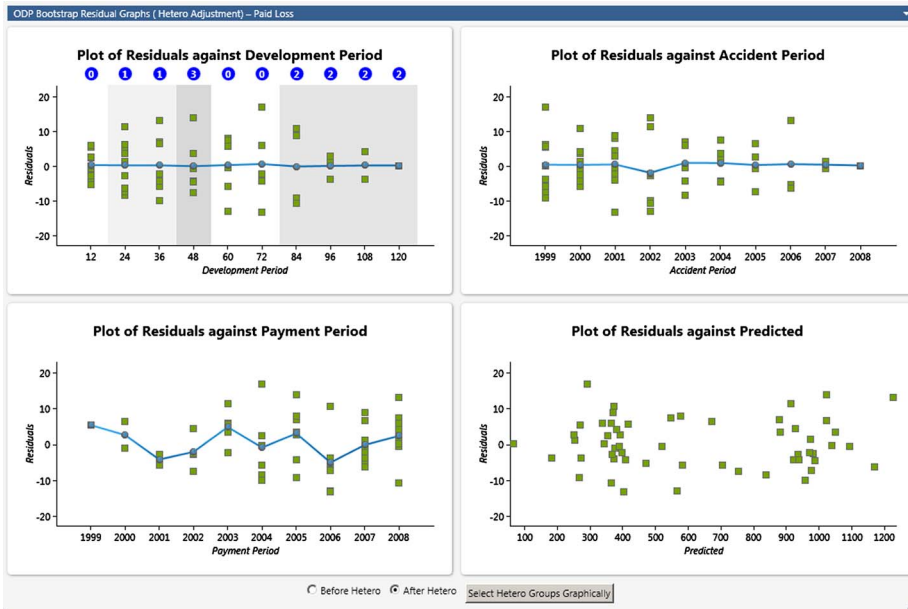 ODP Bootstrap Residual Graphs ( Hetero Adjustment) – Paid Loss
Plot of Residuals against Development Period
0 1 1 3 0 0 2 2 2 2
20
10
0
-10
-20
Residuals
12 24 36 48 60 72 84 96 108 120
Development Period
Plot of Residuals against Accident Period
20
10
0
-10
-20
Residuals
1999 2000 2001 2002 2003 2004 2005 2006 2007 2008
Accident Period
Plot of Residuals against Payment Period
20
10
0
-10
-20
Residuals
1999 2000 2001 2002 2003 2004 2005 2006 2007 2008
Payment Period
Plot of Residuals against Predicted
20
10
0
-10
-20
Residuals
100 200 300 400 500 600 700 800 900 1000 1100 1200
Predicted
Before Hetero After Hetero Select Hetero Groups Graphically